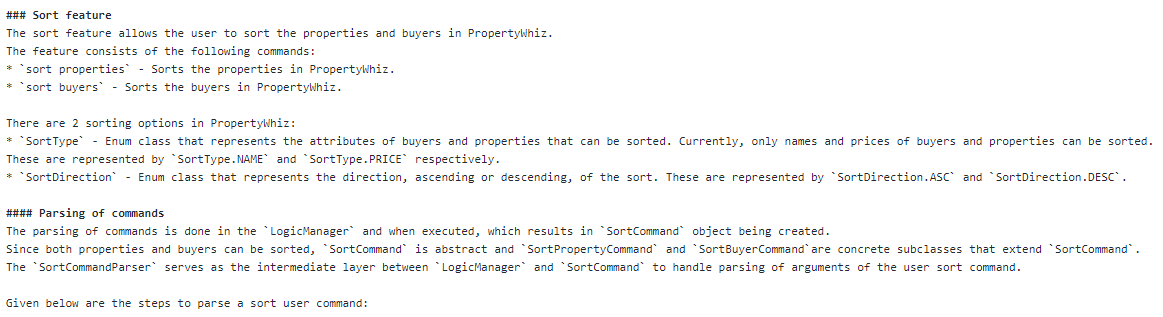 ### Sort feature
The sort feature allows the user to sort the properties and buyers in PropertyWhiz.
The feature consists of the following commands:
* `sort properties` - Sorts the properties in PropertyWhiz.
* `sort buyers` - Sorts the buyers in PropertyWhiz.
There are 2 sorting options in PropertyWhiz:
* `SortType` - Enum class that represents the attributes of buyers and properties that can be sorted. Currently, only names and prices of buyers and properties can be sorted.
These are represented by `SortType.NAME` and `SortType.PRICE` respectively.
* `SortDirection` - Enum class that represents the direction, ascending or descending, of the sort. These are represented by `SortDirection.ASC` and `SortDirection.DESC`.
#### Parsing of commands
The parsing of commands is done in the `LogicManager` and when executed, which results in `SortCommand` object being created.
Since both properties and buyers can be sorted, `SortCommand` is abstract and `SortPropertyCommand` and `SortBuyerCommand`are concrete subclasses that extend `SortCommand`.
The `SortCommandParser` serves as the intermediate layer between `LogicManager` and `SortCommand` to handle parsing of arguments of the user sort command.
Given below are the steps to parse a sort user command: